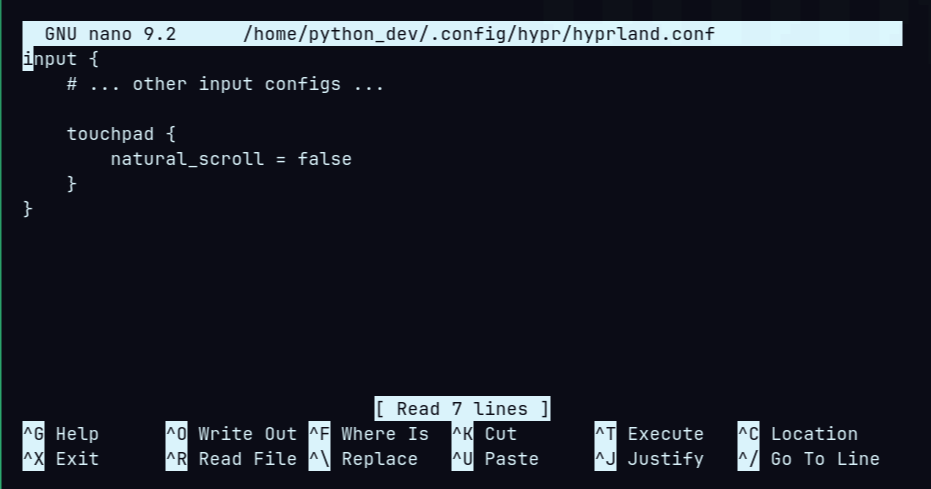 GNU nano 9.2 /home/python_dev/.config/hypr/hyprland.conf
input {
    # ... other input configs ...

    touchpad {
        natural_scroll = false
    }
}
[ Read 7 lines ]
^G Help ^O Write Out ^F Where Is ^K Cut ^T Execute ^C Location
^X Exit ^R Read File ^\ Replace ^U Paste ^J Justify ^/ Go To Line